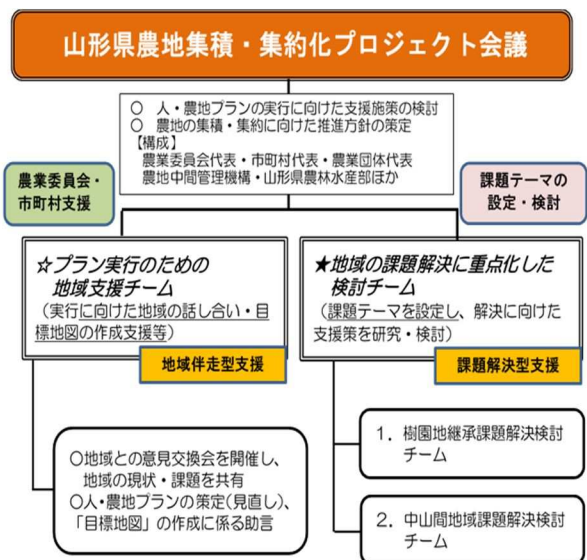 山形県農地集積・集約化プロジェクト会議
○　人・農地プランの実行に向けた支援施策の検討
○　農地の集積・集約に向けた推進方針の策定
【構成】
農業委員会代表・市町村代表・農業団体代表
農地中間管理機構・山形県農林水産部ほか
農業委員会・
市町村支援
課題テーマの
設定・検討
☆プラン実行のための
地域支援チーム
（実行に向けた地域の話し合い・目
標地図の作成支援等）
地域伴走型支援
★地域の課題解決に重点化した
検討チーム
（課題テーマを設定し、解決に向けた
支援策を研究・検討）
課題解決型支援
○地域との意見交換会を開催し、
地域の現状・課題を共有
○人・農地プランの策定(見直し)、
「目標地図」の作成に係る助言
1．樹園地継承課題解決検討
チーム
2．中山間地域課題解決検討
チーム